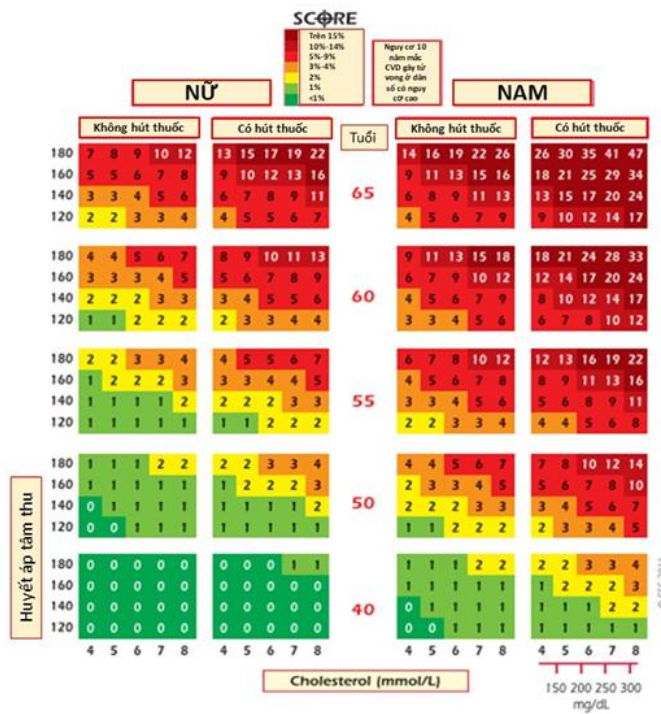 SCORE
Trên 15%
10%-14%
5%-9%
3%-4%
2%
1%
<1%
Nguy cơ 10
năm mắc
CVD gây tử
vong ở dân
số có nguy
cơ cao
NỮ
NAM
Không hút thuốc
Có hút thuốc
Tuổi
Không hút thuốc
Có hút thuốc
180 7 8 9 10 12 13 15 17 19 22 14 16 19 22 26 26 30 35 41 47
160 5 5 6 7 8 9 10 12 13 16 9 11 13 15 16 18 21 25 29 34
140 3 3 4 5 6 6 7 8 9 11 6 8 9 11 13 13 15 17 20 24
120 2 2 3 3 4 4 5 5 6 7 4 5 6 7 9 9 10 12 14 17
65
180 4 4 5 6 7 8 9 10 11 13 9 11 13 15 18 18 21 24 28 33
160 3 3 3 4 5 5 6 7 8 9 6 7 9 10 12 12 14 17 20 24
140 2 2 2 3 3 3 4 5 5 6 4 5 6 7 9 8 10 12 14 17
120 1 1 2 2 2 2 3 3 4 4 3 3 4 5 6 6 7 8 10 12
60
180 2 2 3 3 4 4 5 5 6 7 6 7 8 10 12 12 13 16 19 22
160 1 2 2 2 3 3 3 4 4 5 4 5 6 7 8 8 9 11 13 16
140 1 1 1 1 2 2 2 2 3 3 3 3 4 5 6 5 6 8 9 11
120 1 1 1 1 1 1 1 2 2 2 2 2 3 3 4 4 4 5 6 8
55
180 1 1 1 2 2 2 2 3 3 4 4 4 5 6 7 7 8 10 12 14
160 1 1 1 1 1 1 2 2 2 3 2 3 3 4 5 5 6 7 8 10
140 0 1 1 1 1 1 1 1 1 2 2 2 2 3 3 3 4 5 6 7
120 0 0 1 1 1 1 1 1 1 1 1 1 2 2 2 2 3 3 4 5
50
180 0 0 0 0 0 0 0 0 1 1 1 1 1 2 2 2 2 3 3 4
160 0 0 0 0 0 0 0 0 0 0 1 1 1 1 1 1 2 2 2 3
140 0 0 0 0 0 0 0 0 0 0 0 1 1 1 1 1 1 1 2 2
120 0 0 0 0 0 0 0 0 0 0 0 0 1 1 1 1 1 1 1 1
40
4 5 6 7 8 4 5 6 7 8 4 5 6 7 8 4 5 6 7 8
Huyết áp tâm thu
Cholesterol (mmol/L)
150 200 250 300
mg/dL